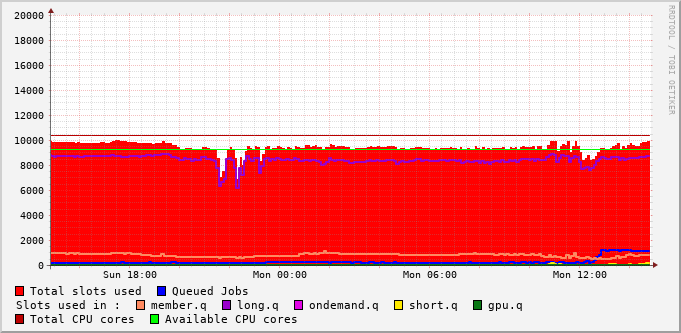 20000
18000
16000
14000
12000
10000
8000
6000
4000
2000
0
Sun 18:00 Mon 00:00 Mon 06:00 Mon 12:00
Total slots used Queued Jobs
Slots used in : member.q long.q ondemand.q short.q gpu.q
Total CPU cores Available CPU cores
RRDTOOL / TOBI OETIKER